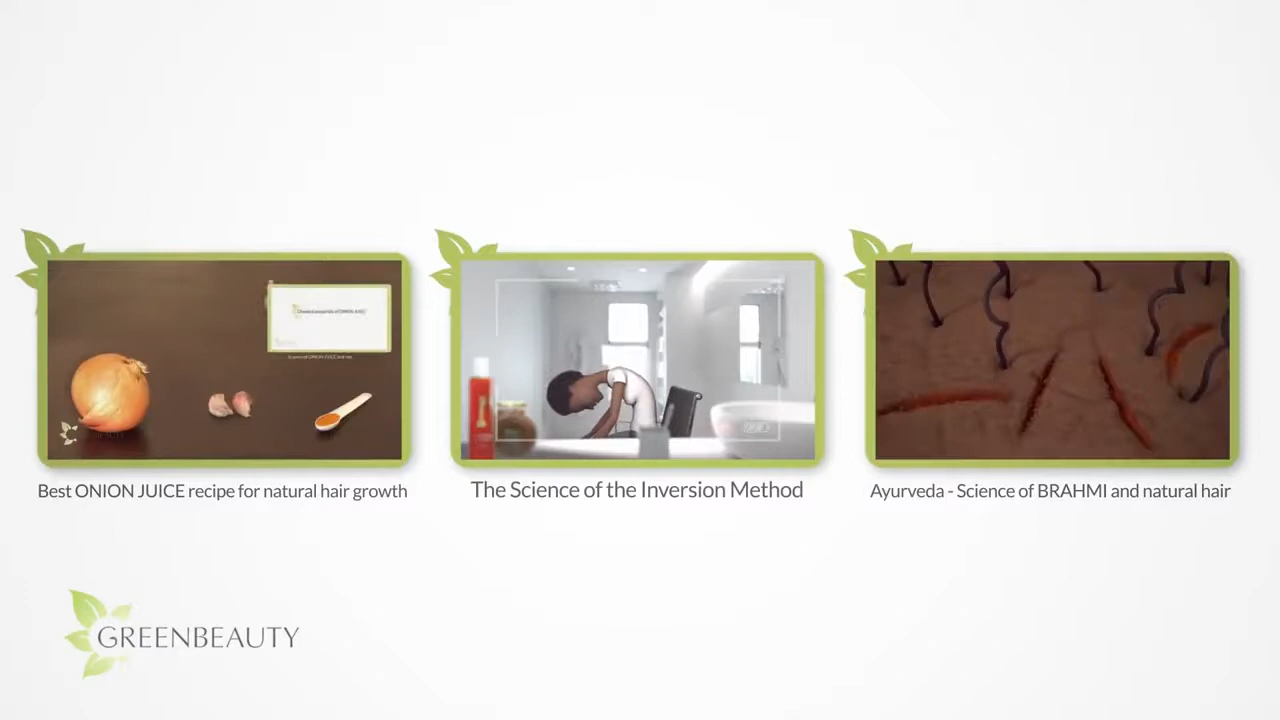 Best ONION JUICE recipe for natural hair growth
The Science of the Inversion Method
Ayurveda - Science of BRAHMI and natural hair
GREENBEAUTY